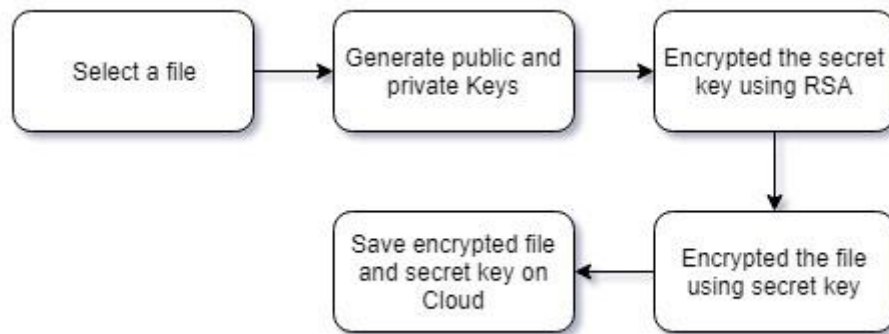 Select a file
Generate public and
private Keys
Encrypted the secret
key using RSA
Encrypted the file
using secret key
Save encrypted file
and secret key on
Cloud